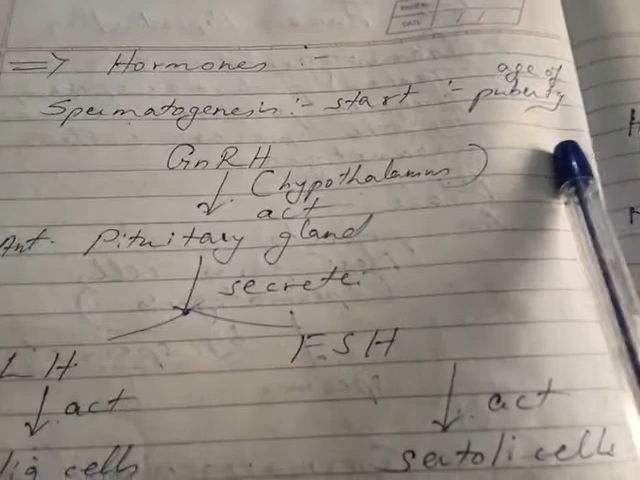 => Hormones :-
age of
Spermatogenesis :- start :- puberty
GnRH
(hypothalamus)
act
Ant. Pituitary gland
secrete
LH FSH
act act
cells sertoli cells